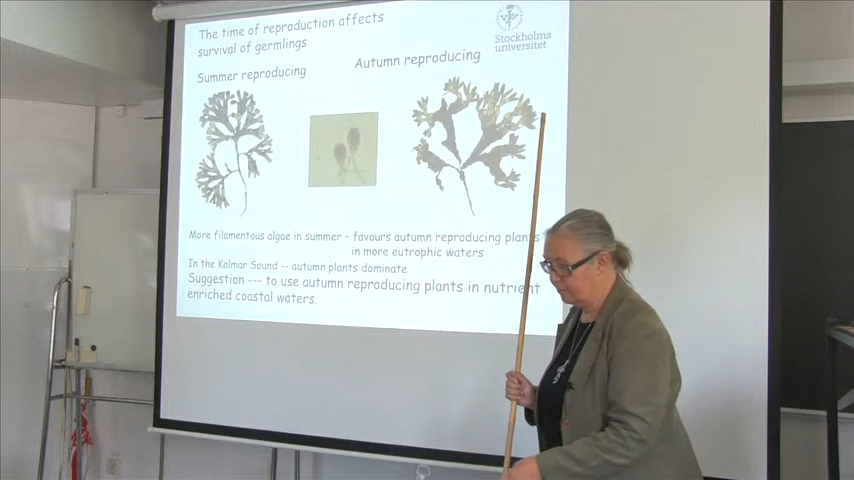 The time of reproduction affects
survival of germlings
Stockholms
universitet
Summer reproducing
Autumn reproducing
More filamentous algae in summer – favours autumn reproducing plants
in more eutrophic waters
In the Kalmar Sound -- autumn plants dominate
Suggestion --- to use autumn reproducing plants in nutrient
enriched coastal waters.